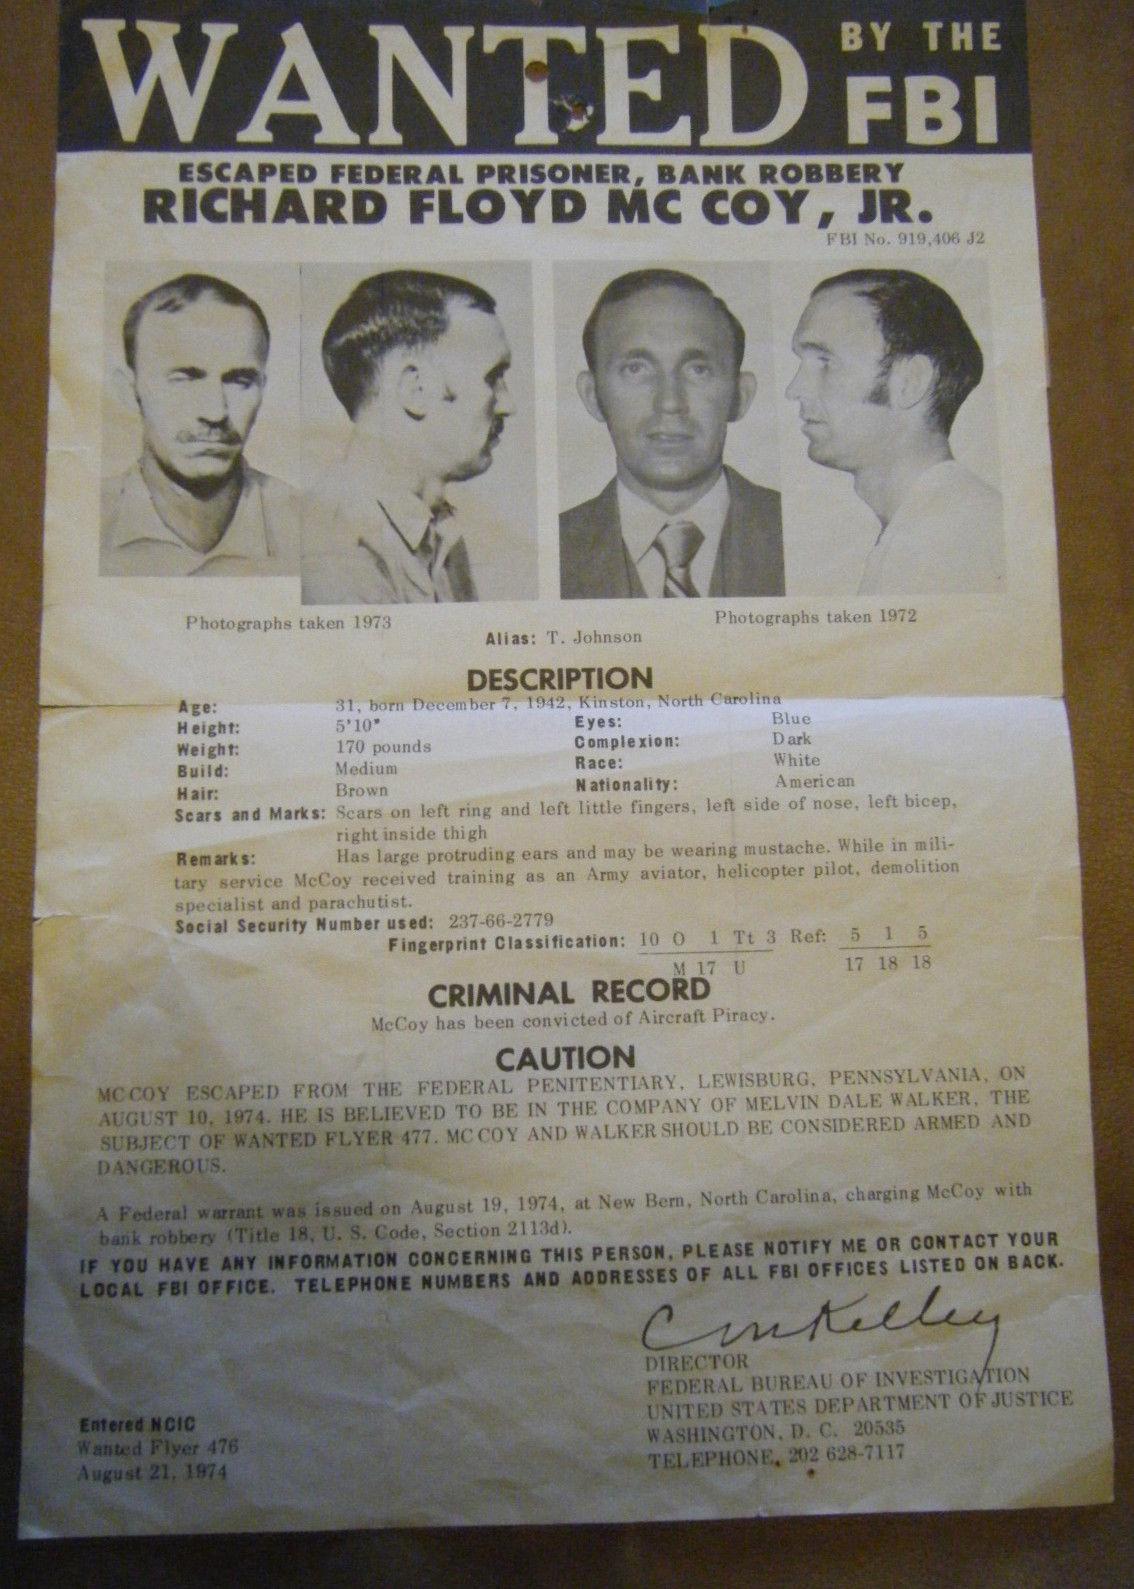 WANTED BY THE FBI
ESCAPED FEDERAL PRISONER, BANK ROBBERY
RICHARD FLOYD MC COY, JR.
FBI No. 919,406 J2
Photographs taken 1973
Photographs taken 1972
Alias: T. Johnson
DESCRIPTION
Age: 31, born December 7, 1942, Kinston, North Carolina
Height: 5'10" Eyes: Blue
Weight: 170 pounds Complexion: Dark
Build: Medium Race: White
Hair: Brown Nationality: American
Scars and Marks: Scars on left ring and left little fingers, left side of nose, left bicep,
right inside thigh
Remarks: Has large protruding ears and may be wearing mustache. While in mili-
tary service McCoy received training as an Army aviator, helicopter pilot, demolition
specialist and parachutist.
Social Security Number used: 237-66-2779
Fingerprint Classification: 10 O 1 Tt 3 Ref: 5 1 5
M 17 U 17 18 18
CRIMINAL RECORD
McCoy has been convicted of Aircraft Piracy.
CAUTION
MC COY ESCAPED FROM THE FEDERAL PENITENTIARY, LEWISBURG, PENNSYLVANIA, ON
AUGUST 10, 1974. HE IS BELIEVED TO BE IN THE COMPANY OF MELVIN DALE WALKER, THE
SUBJECT OF WANTED FLYER 477. MC COY AND WALKER SHOULD BE CONSIDERED ARMED AND
DANGEROUS.
A Federal warrant was issued on August 19, 1974, at New Bern, North Carolina, charging McCoy with
bank robbery (Title 18, U. S. Code, Section 2113d).
IF YOU HAVE ANY INFORMATION CONCERNING THIS PERSON, PLEASE NOTIFY ME OR CONTACT YOUR
LOCAL FBI OFFICE. TELEPHONE NUMBERS AND ADDRESSES OF ALL FBI OFFICES LISTED ON BACK.
CMKelley
DIRECTOR
FEDERAL BUREAU OF INVESTIGATION
UNITED STATES DEPARTMENT OF JUSTICE
WASHINGTON, D. C. 20535
TELEPHONE, 202 628-7117
Entered NCIC
Wanted Flyer 476
August 21, 1974